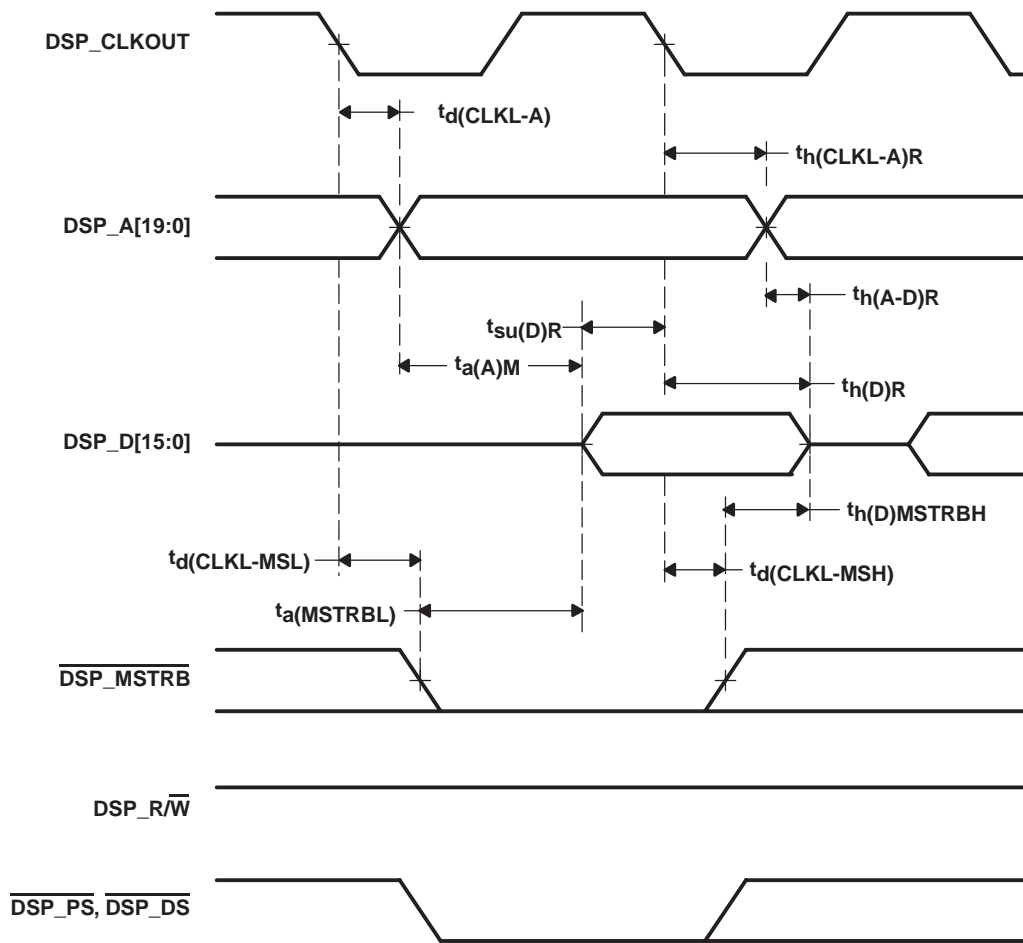 DSP_CLKOUT
td(CLKL-A)
th(CLKL-A)R
DSP_A[19:0]
th(A-D)R
tsu(D)R
ta(A)M
th(D)R
DSP_D[15:0]
th(D)MSTRBH
td(CLKL-MSL)
td(CLKL-MSH)
ta(MSTRBL)
DSP_MSTRB
DSP_R/W
DSP_PS, DSP_DS